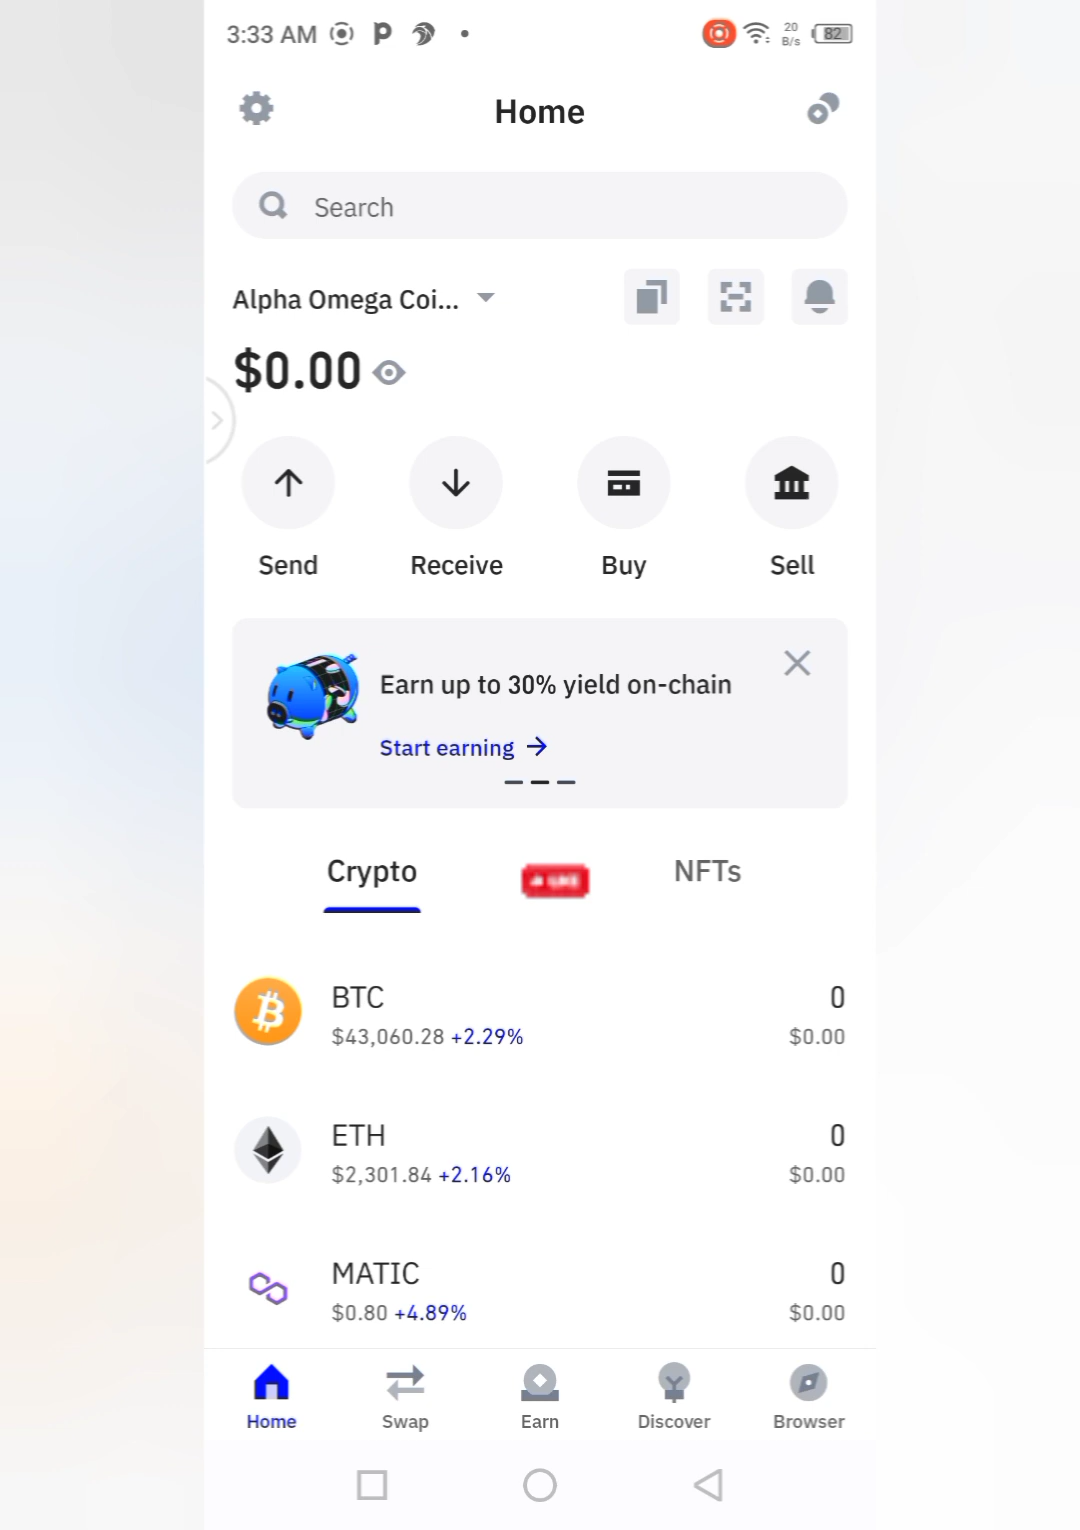 3:33 AM
20
B/s
82
Home
Search
Alpha Omega Coi...
$0.00
Send
Receive
Buy
Sell
Earn up to 30% yield on-chain
Start earning
Crypto
NFTs
BTC
0
$43,060.28 +2.29%
$0.00
ETH
0
$2,301.84 +2.16%
$0.00
MATIC
0
$0.80 +4.89%
$0.00
Home
Swap
Earn
Discover
Browser